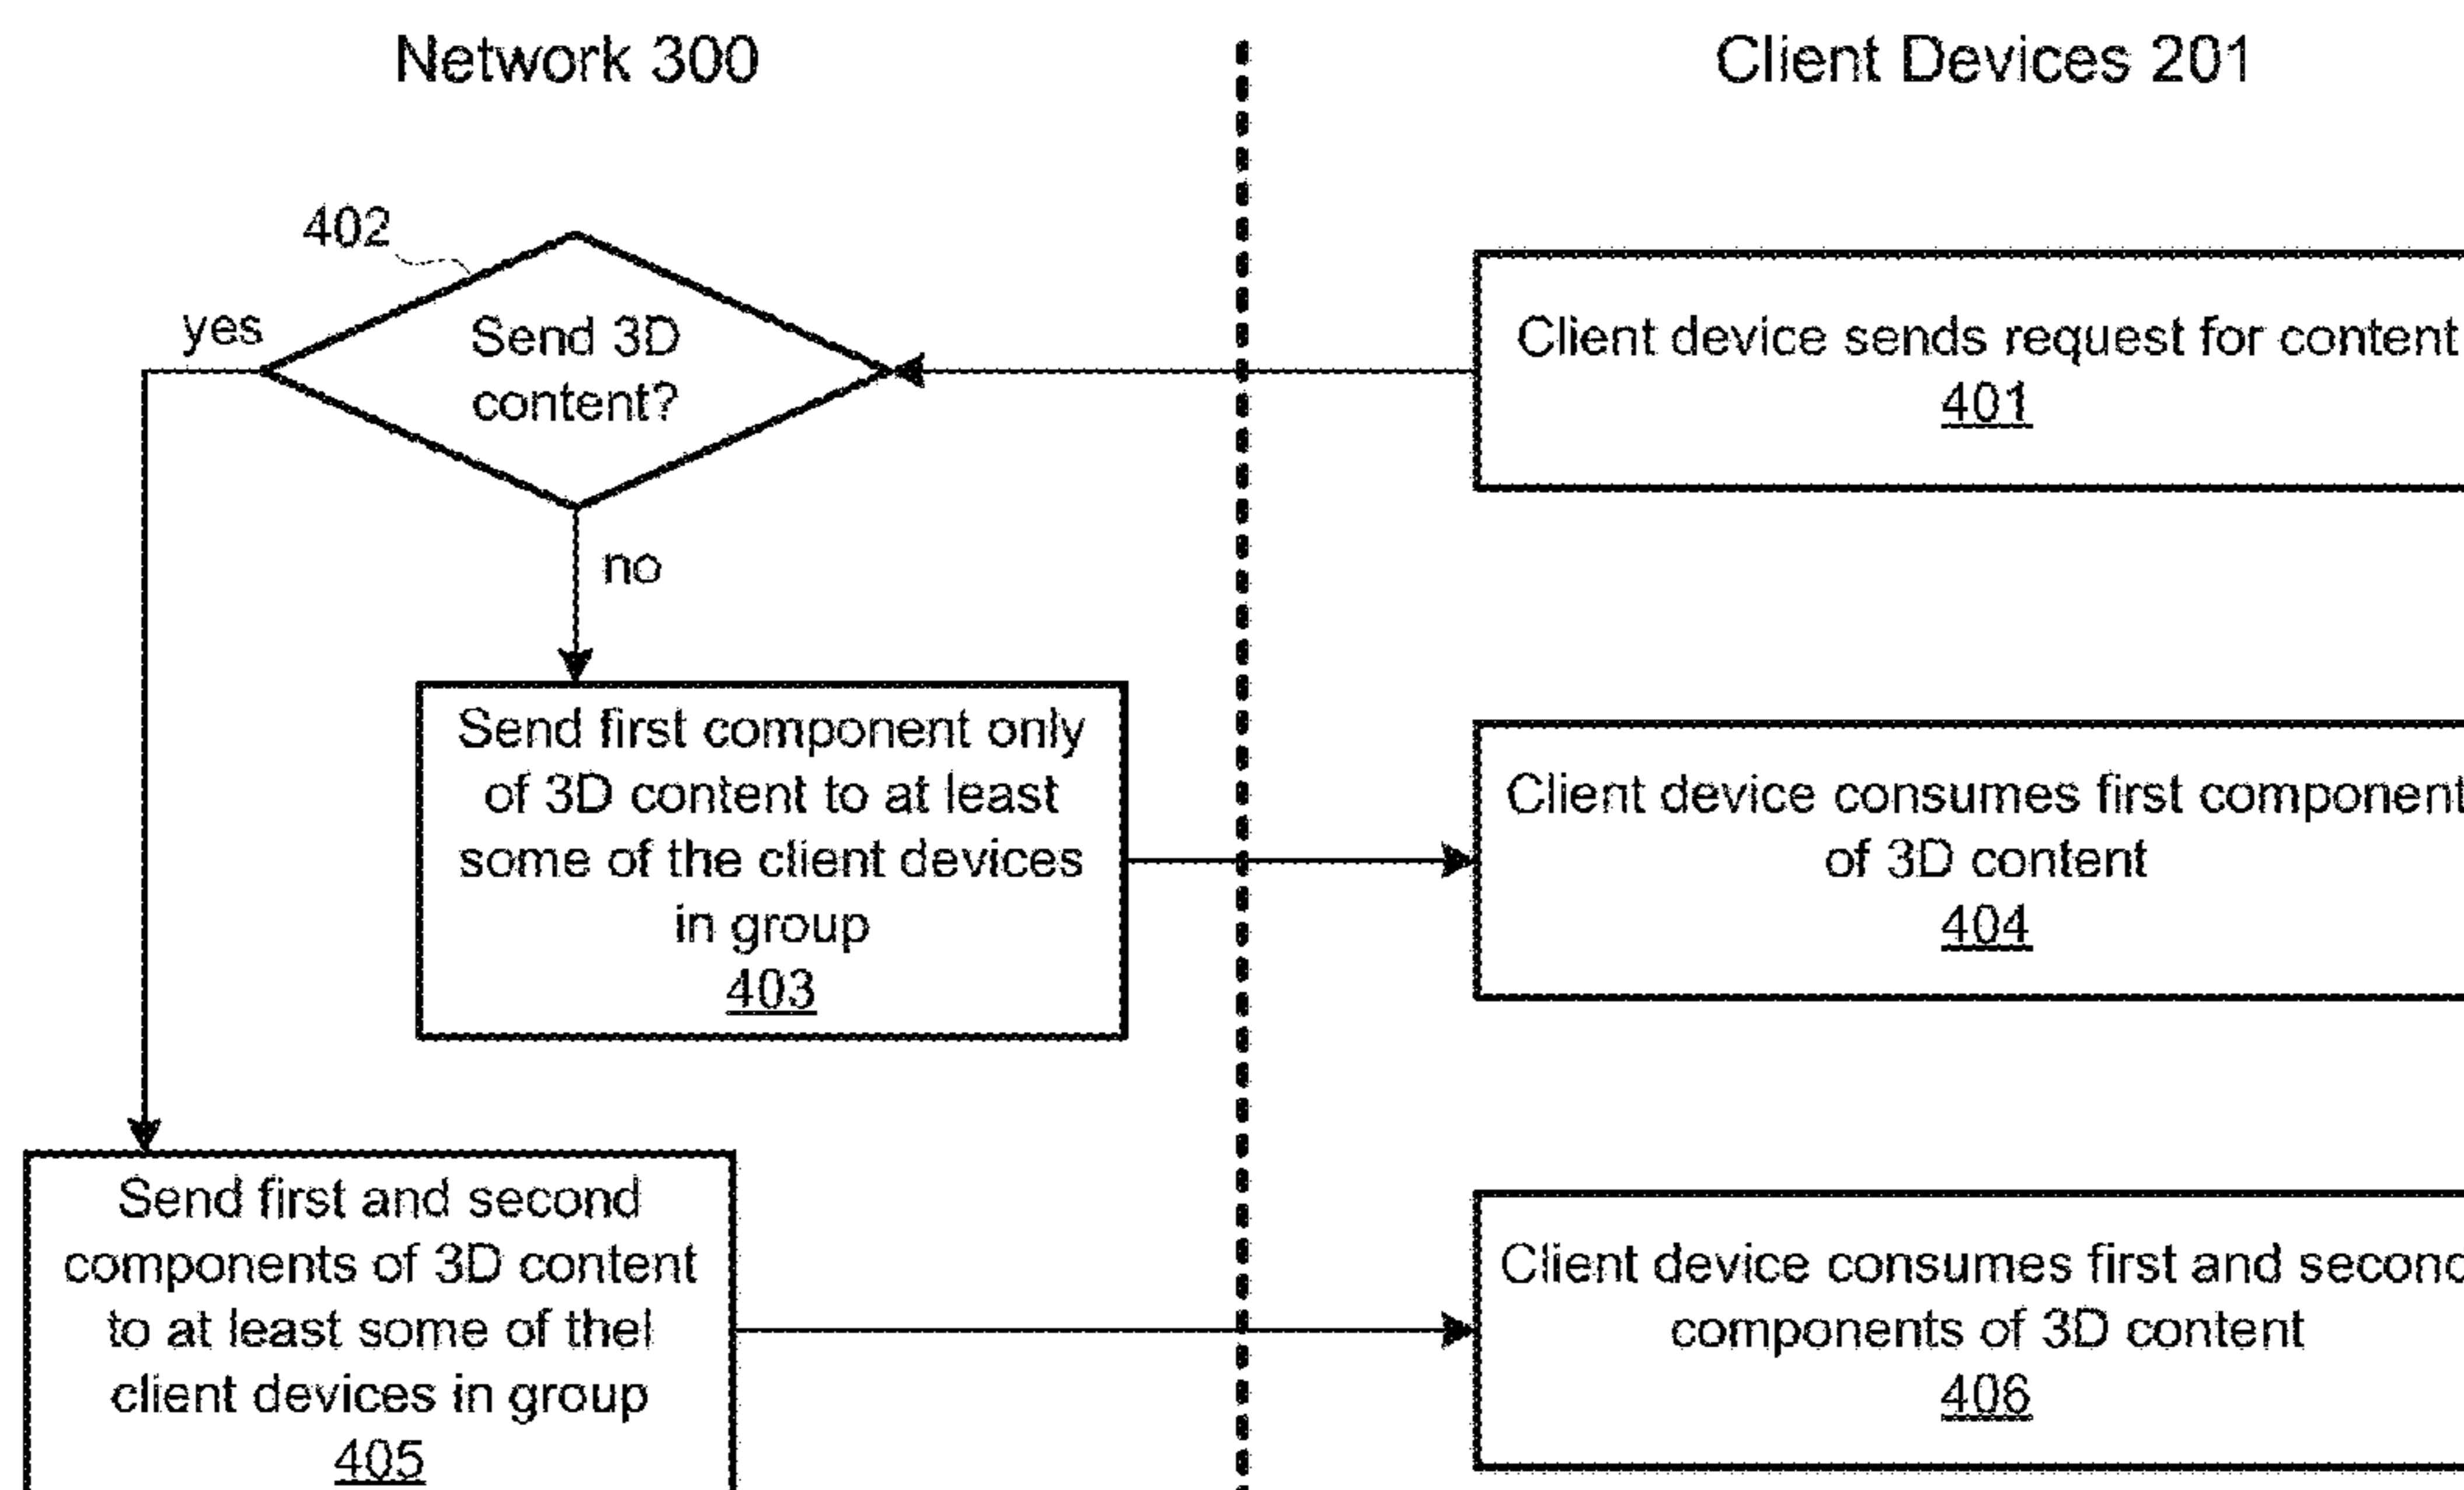 Network 300
Client Devices 201
402
yes
Send 3D
content?
Client device sends request for content
401
no
Send first component only
of 3D content to at least
some of the client devices
in group
403
Client device consumes first component
of 3D content
404
Send first and second
components of 3D content
to at least some of thel
client devices in group
405
Client device consumes first and second
components of 3D content
406